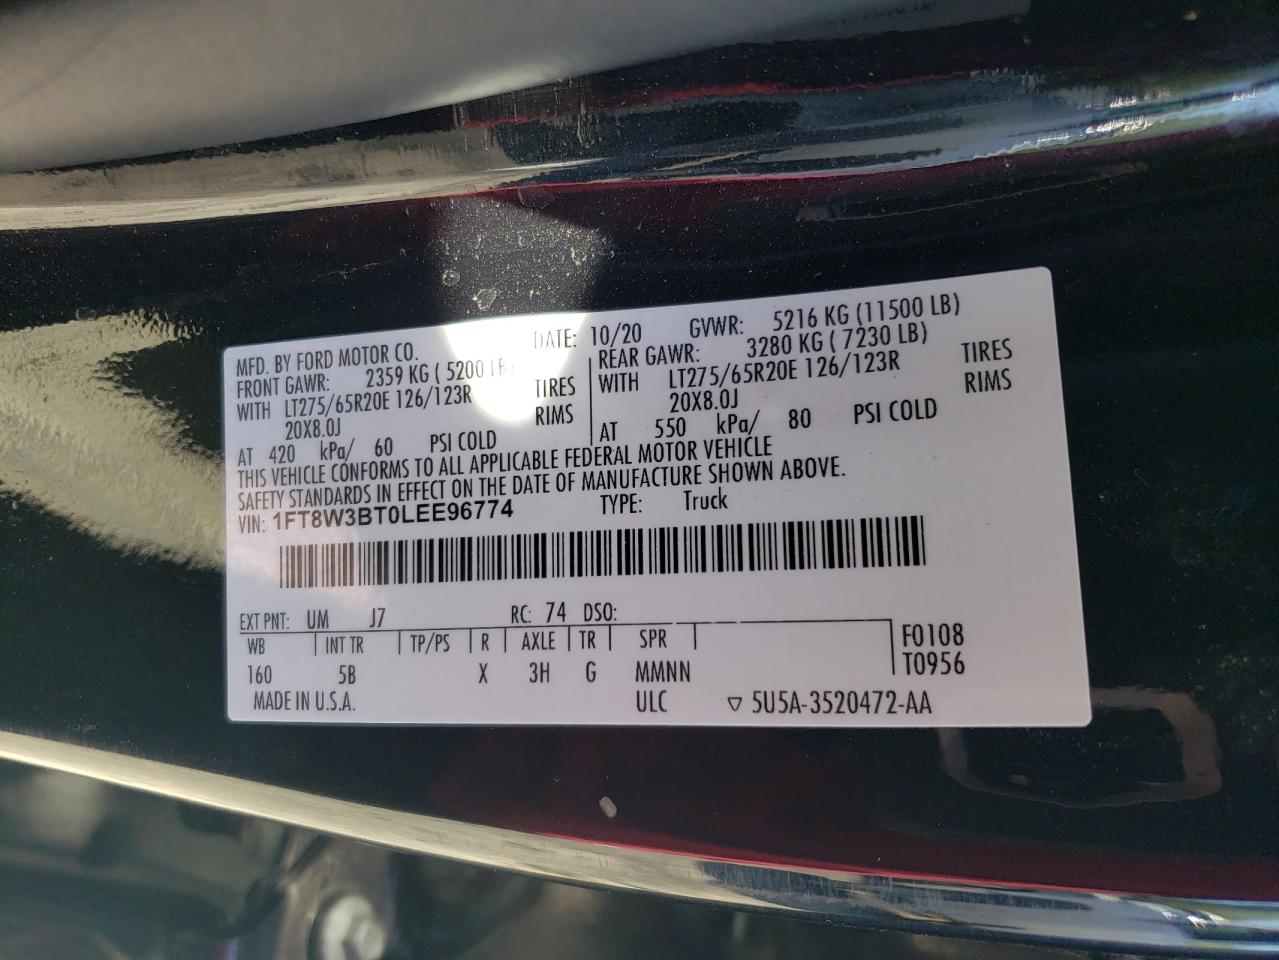 MFD. BY FORD MOTOR CO.
DATE: 10/20 GVWR: 5216 KG (11500 LB)
FRONT GAWR: 2359 KG ( 5200 LB)
REAR GAWR: 3280 KG ( 7230 LB)
WITH LT275/65R20E 126/123R TIRES
WITH LT275/65R20E 126/123R TIRES
20X8.0J RIMS
20X8.0J RIMS
AT 420 kPa/ 60 PSI COLD
AT 550 kPa/ 80 PSI COLD
THIS VEHICLE CONFORMS TO ALL APPLICABLE FEDERAL MOTOR VEHICLE
SAFETY STANDARDS IN EFFECT ON THE DATE OF MANUFACTURE SHOWN ABOVE.
VIN: 1FT8W3BT0LEE96774 TYPE: Truck
EXT PNT: UM J7 RC: 74 DSO:
WB INT TR TP/PS R AXLE TR SPR F0108
160 5B X 3H G MMNN T0956
MADE IN U.S.A. ULC ▽ 5U5A-3520472-AA